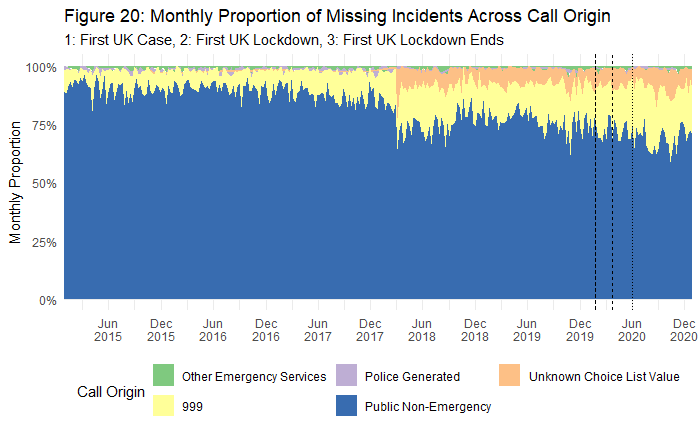 Figure 20: Monthly Proportion of Missing Incidents Across Call Origin
1: First UK Case, 2: First UK Lockdown, 3: First UK Lockdown Ends
Monthly Proportion
100%
75%
50%
25%
0%
Jun Dec Jun Dec Jun Dec Jun Dec Jun Dec Jun Dec
2015 2015 2016 2016 2017 2017 2018 2018 2019 2019 2020 2020
Call Origin
Other Emergency Services Police Generated Unknown Choice List Value
999 Public Non-Emergency